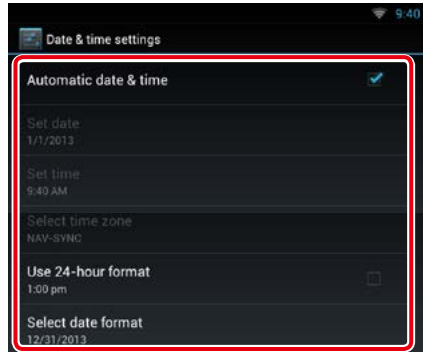 9:40
Date & time settings
Automatic date & time
Set date
1/1/2013
Set time
9:40 AM
Select time zone
NAV-SYNC
Use 24-hour format
1:00 pm
Select date format
12/31/2013